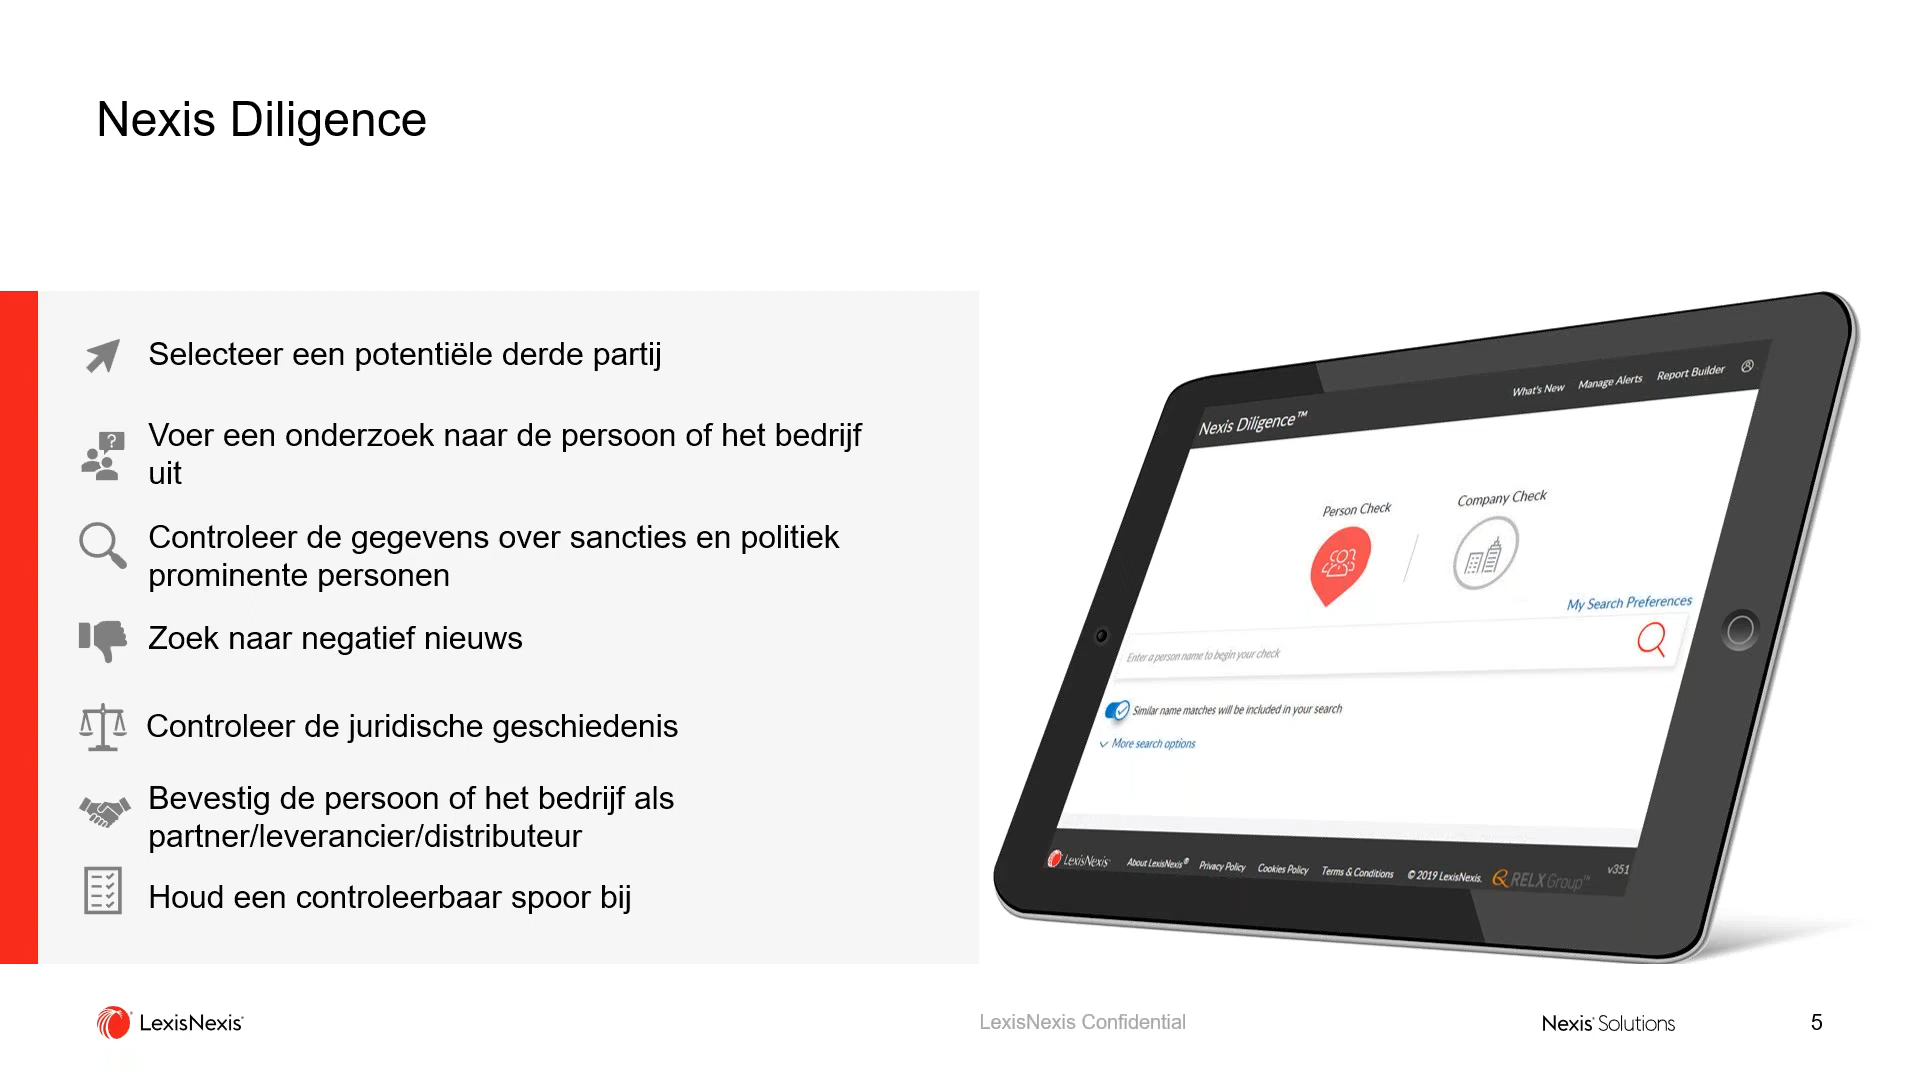 Nexis Diligence
Selecteer een potentiële derde partij
Voer een onderzoek naar de persoon of het bedrijf
uit
Controleer de gegevens over sancties en politiek
prominente personen
Zoek naar negatief nieuws
Controleer de juridische geschiedenis
Bevestig de persoon of het bedrijf als
partner/leverancier/distributeur
Houd een controleerbaar spoor bij
Nexis Diligence™
What's New Manage Alerts Report Builder
Person Check Company Check
My Search Preferences
Enter a person name to begin your check
Similar name matches will be included in your search
More search options
LexisNexis® About LexisNexis® Privacy Policy Cookies Policy Terms & Conditions © 2019 LexisNexis. RELX Group™ v351
LexisNexis® LexisNexis Confidential Nexis® Solutions 5